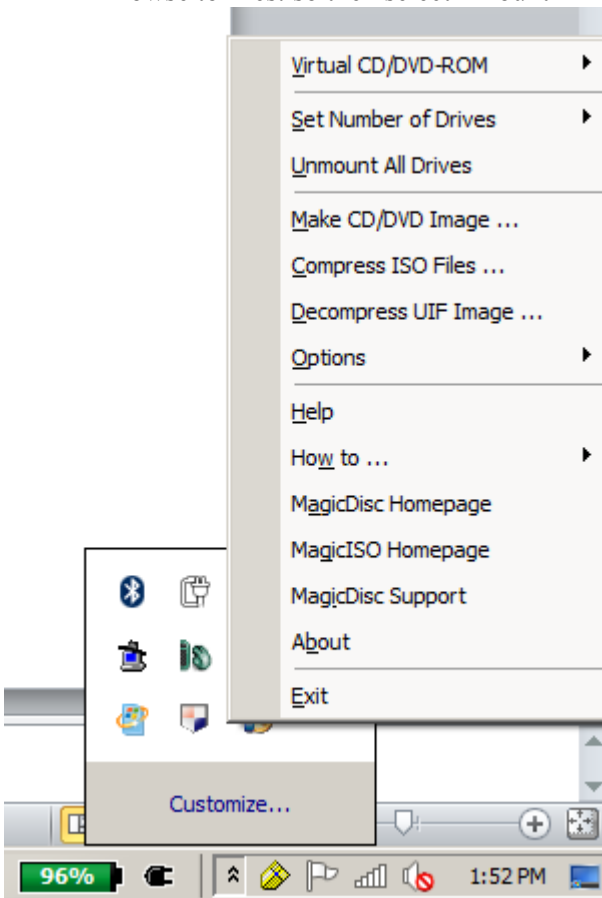 Virtual CD/DVD-ROM
Set Number of Drives
Unmount All Drives
Make CD/DVD Image ...
Compress ISO Files ...
Decompress UIF Image ...
Options
Help
How to ...
MagicDisc Homepage
MagicISO Homepage
MagicDisc Support
About
Exit
Customize...
96%
1:52 PM